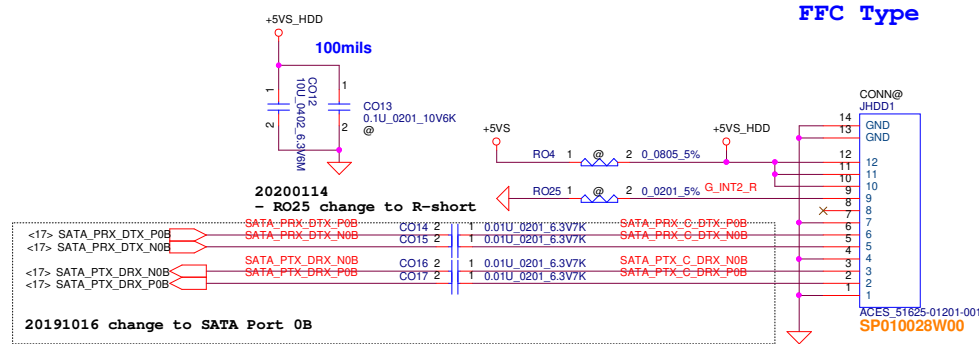 FFC Type
+5VS_HDD
100mils
1
1
CO12
10U_0402_6.3V6M
CO13
0.1U_0201_10V6K
@
2
2
CONN@
JHDD1
14
GND
13
GND
+5VS
+5VS_HDD
RO4 1 @ 2 0_0805_5%
12
12
11
11
10
10
20200114
- RO25 change to R-short
RO25 1 @ 2 0_0201_5% G_INT2_R
9
9
8
8
7
7
<17> SATA_PRX_DTX_P0B
SATA_PRX_DTX_P0B
CO14 2 1 0.01U_0201_6.3V7K
SATA_PRX_C_DTX_P0B
6
6
<17> SATA_PRX_DTX_N0B
SATA_PRX_DTX_N0B
CO15 2 1 0.01U_0201_6.3V7K
SATA_PRX_C_DTX_N0B
5
5
4
4
<17> SATA_PTX_DRX_N0B
SATA_PTX_DRX_N0B
CO16 2 1 0.01U_0201_6.3V7K
SATA_PTX_C_DRX_N0B
3
3
<17> SATA_PTX_DRX_P0B
SATA_PTX_DRX_P0B
CO17 2 1 0.01U_0201_6.3V7K
SATA_PTX_C_DRX_P0B
2
2
1
1
20191016 change to SATA Port 0B
ACES_51625-01201-001
SP010028W00